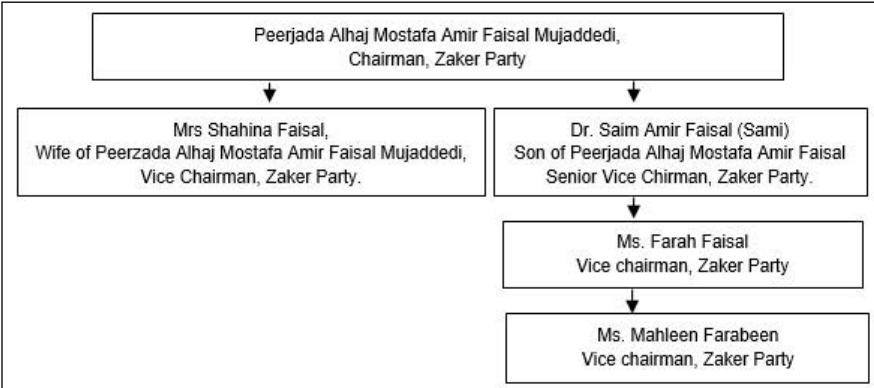 Peerjada Alhaj Mostafa Amir Faisal Mujaddedi,
Chairman, Zaker Party
Mrs Shahina Faisal,
Wife of Peerzada Alhaj Mostafa Amir Faisal Mujaddedi,
Vice Chairman, Zaker Party.
Dr. Saim Amir Faisal (Sami)
Son of Peerjada Alhaj Mostafa Amir Faisal
Senior Vice Chirman, Zaker Party.
Ms. Farah Faisal
Vice chairman, Zaker Party
Ms. Mahleen Farabeen
Vice chairman, Zaker Party